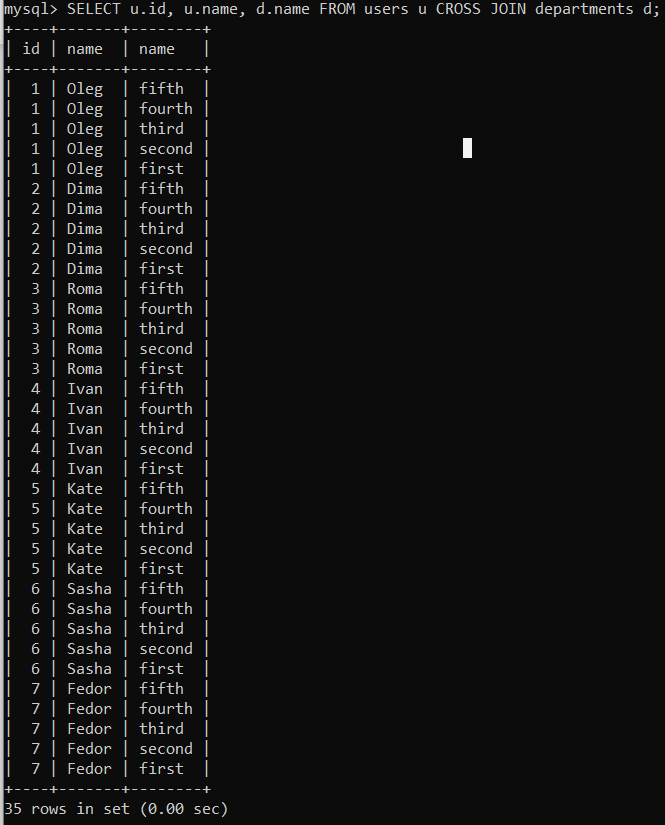 mysql> SELECT u.id, u.name, d.name FROM users u CROSS JOIN departments d;
+----+-------+--------+
| id | name  | name   |
+----+-------+--------+
|  1 | Oleg  | fifth  |
|  1 | Oleg  | fourth |
|  1 | Oleg  | third  |
|  1 | Oleg  | second |
|  1 | Oleg  | first  |
|  2 | Dima  | fifth  |
|  2 | Dima  | fourth |
|  2 | Dima  | third  |
|  2 | Dima  | second |
|  2 | Dima  | first  |
|  3 | Roma  | fifth  |
|  3 | Roma  | fourth |
|  3 | Roma  | third  |
|  3 | Roma  | second |
|  3 | Roma  | first  |
|  4 | Ivan  | fifth  |
|  4 | Ivan  | fourth |
|  4 | Ivan  | third  |
|  4 | Ivan  | second |
|  4 | Ivan  | first  |
|  5 | Kate  | fifth  |
|  5 | Kate  | fourth |
|  5 | Kate  | third  |
|  5 | Kate  | second |
|  5 | Kate  | first  |
|  6 | Sasha | fifth  |
|  6 | Sasha | fourth |
|  6 | Sasha | third  |
|  6 | Sasha | second |
|  6 | Sasha | first  |
|  7 | Fedor | fifth  |
|  7 | Fedor | fourth |
|  7 | Fedor | third  |
|  7 | Fedor | second |
|  7 | Fedor | first  |
+----+-------+--------+
35 rows in set (0.00 sec)